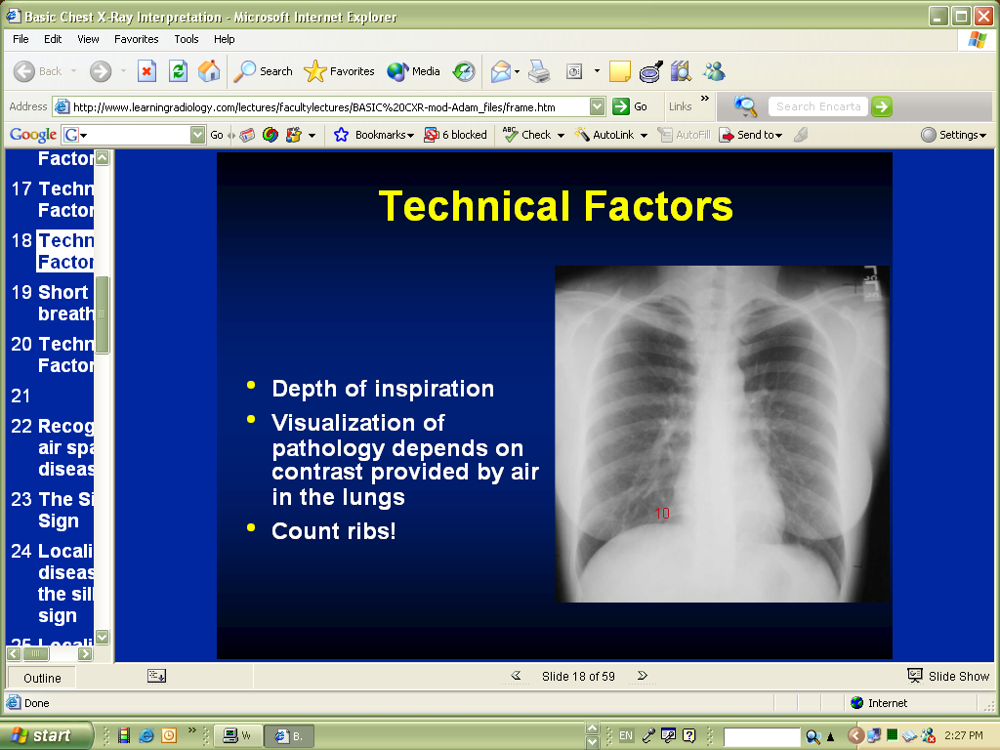 Basic Chest X-Ray Interpretation - Microsoft Internet Explorer
File Edit View Favorites Tools Help
Back Search Favorites Media
Address http://www.learningradiology.com/lectures/facultylectures/BASIC%20CXR-mod-Adam_files/frame.htm Go Links » Search Encarta
Google G Go Bookmarks 6 blocked ABC Check AutoLink AutoFill Send to Settings
Factor
17 Techn
Factor
18 Techn
Factor
19 Short
breath
20 Techn
Factor
21
22 Recog
air spa
diseas
23 The Si
Sign
24 Locali
diseas
the sil
sign
25 Locali
Technical Factors
• Depth of inspiration
• Visualization of
pathology depends on
contrast provided by air
in the lungs
• Count ribs!
10
Outline Slide 18 of 59 Slide Show
Done Internet
start » W B. EN 2:27 PM